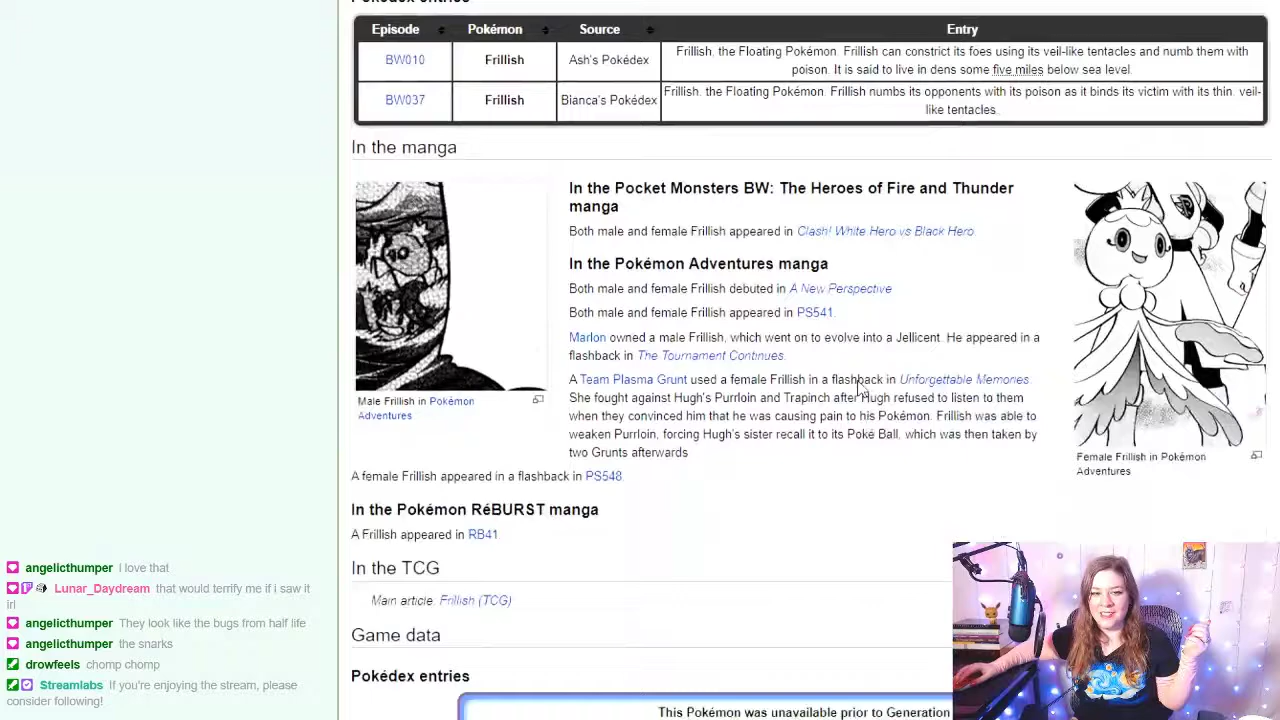 Pokédex entries
Episode Pokémon Source Entry
BW010 Frillish Ash's Pokédex Frillish, the Floating Pokémon. Frillish can constrict its foes using its veil-like tentacles and numb them with
poison. It is said to live in dens some five miles below sea level.
BW037 Frillish Bianca's Pokédex Frillish, the Floating Pokémon. Frillish numbs its opponents with its poison as it binds its victim with its thin, veil-
like tentacles.
In the manga
In the Pocket Monsters BW: The Heroes of Fire and Thunder
manga
Both male and female Frillish appeared in Clash! White Hero vs Black Hero.
In the Pokémon Adventures manga
Both male and female Frillish debuted in A New Perspective
Both male and female Frillish appeared in PS541.
Marlon owned a male Frillish, which went on to evolve into a Jellicent. He appeared in a
flashback in The Tournament Continues.
A Team Plasma Grunt used a female Frillish in a flashback in Unforgettable Memories.
She fought against Hugh's Purrloin and Trapinch after Hugh refused to listen to them
when they convinced him that he was causing pain to his Pokémon. Frillish was able to
weaken Purrloin, forcing Hugh's sister recall it to its Poké Ball, which was then taken by
two Grunts afterwards
Male Frillish in Pokémon
Adventures
Female Frillish in Pokémon
Adventures
A female Frillish appeared in a flashback in PS548.
In the Pokémon RéBURST manga
A Frillish appeared in RB41.
In the TCG
Main article: Frillish (TCG)
Game data
Pokédex entries
This Pokémon was unavailable prior to Generation
angelicthumper I love that
Lunar_Daydream that would terrify me if i saw it
irl
angelicthumper They look like the bugs from half life
angelicthumper the snarks
drowfeels chomp chomp
Streamlabs If you're enjoying the stream, please
consider following!